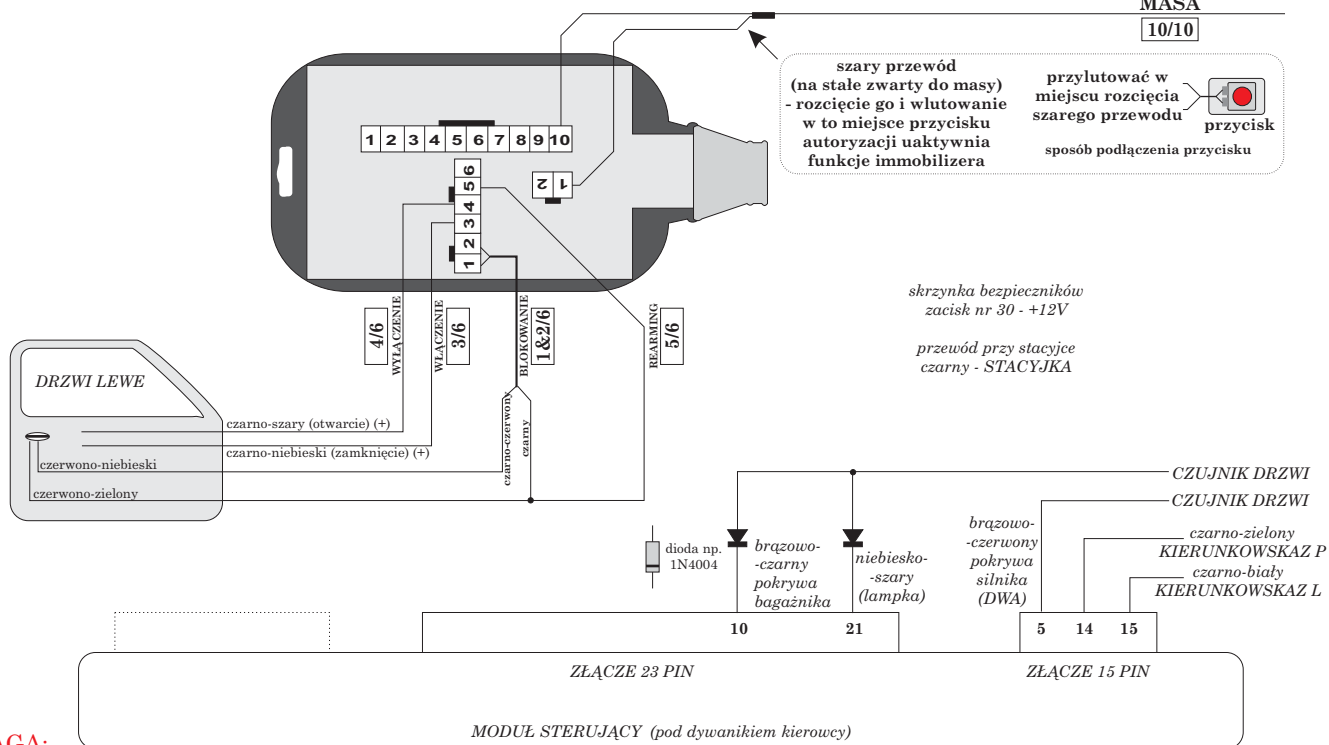 MASA
10/10
szary przewód
(na stałe zwarty do masy)
- rozcięcie go i wlutowanie
w to miejsce przycisku
autoryzacji uaktywnia
funkcje immobilizera
przylutować w
miejscu rozcięcia
szarego przewodu
przycisk
sposób podłączenia przycisku
1 2 3 4 5 6 7 8 9 10
6
5
4
3
2
1
2 1
skrzynka bezpieczników
zacisk nr 30 - +12V
przewód przy stacyjce
czarny - STACYJKA
4/6
WYŁĄCZENIE
WŁĄCZENIE
3/6
BLOKOWANIE
1&2/6
REARMING
5/6
DRZWI LEWE
czarno-szary (otwarcie) (+)
czarno-niebieski (zamknięcie) (+)
czerwono-niebieski
czerwono-zielony
czarno-czerwony
czarny
CZUJNIK DRZWI
CZUJNIK DRZWI
czarno-zielony
KIERUNKOWSKAZ P
czarno-biały
KIERUNKOWSKAZ L
dioda np.
1N4004
brązowo-
-czarny
pokrywa
bagażnika
niebiesko-
-szary
(lampka)
brązowo-
-czerwony
pokrywa
silnika
(DWA)
10 21 5 14 15
ZŁĄCZE 23 PIN
ZŁĄCZE 15 PIN
MODUŁ STERUJĄCY (pod dywanikiem kierowcy)